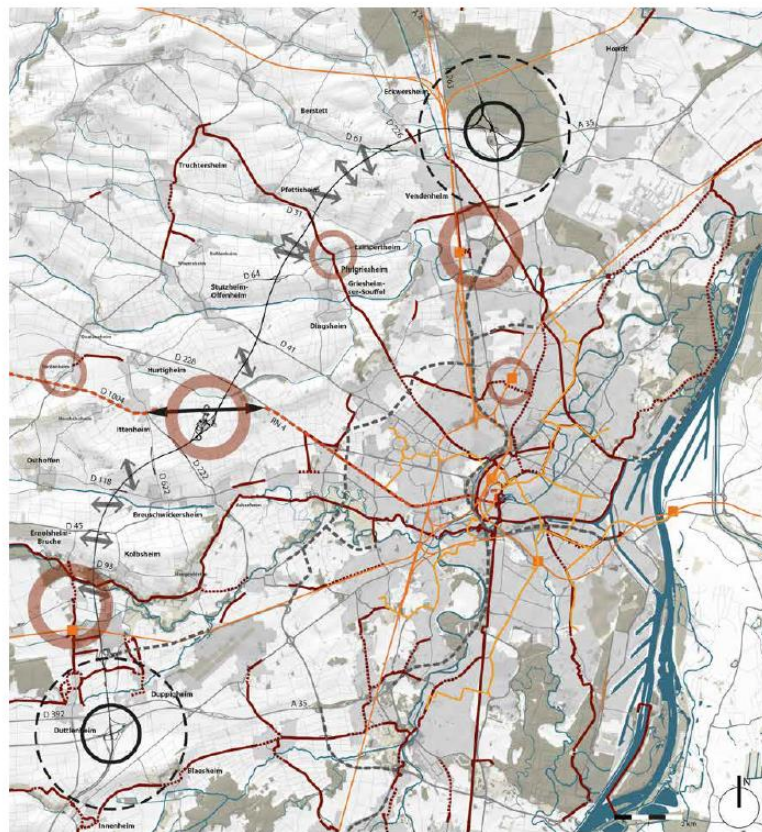 Hœrdt
Eckwersheim
A 35
Berstett
D 226
D 61
Truchtersheim
Pfettisheim
Vendenheim
D 31
Lampertheim
Pfulgriesheim
D 64
Griesheim-
sur-Souffel
Stutzheim-
Offenheim
Dingsheim
D 41
D 228
Hurtigheim
D 1004
Ittenheim
RN 4
Osthoffen
D 118
D 622
D 222
Breuschwickersheim
D 45
Ernolsheim-
Bruche
Kolbsheim
D 93
Duppigheim
A 35
D 392
Duttlenheim
Blaesheim
Innenheim
N